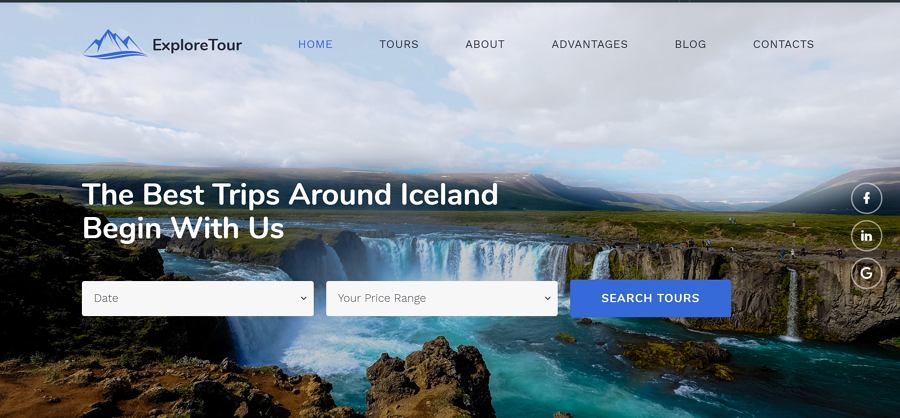 ExploreTour
HOME TOURS ABOUT ADVANTAGES BLOG CONTACTS
The Best Trips Around Iceland
Begin With Us
Date
Your Price Range
SEARCH TOURS
f
in
G